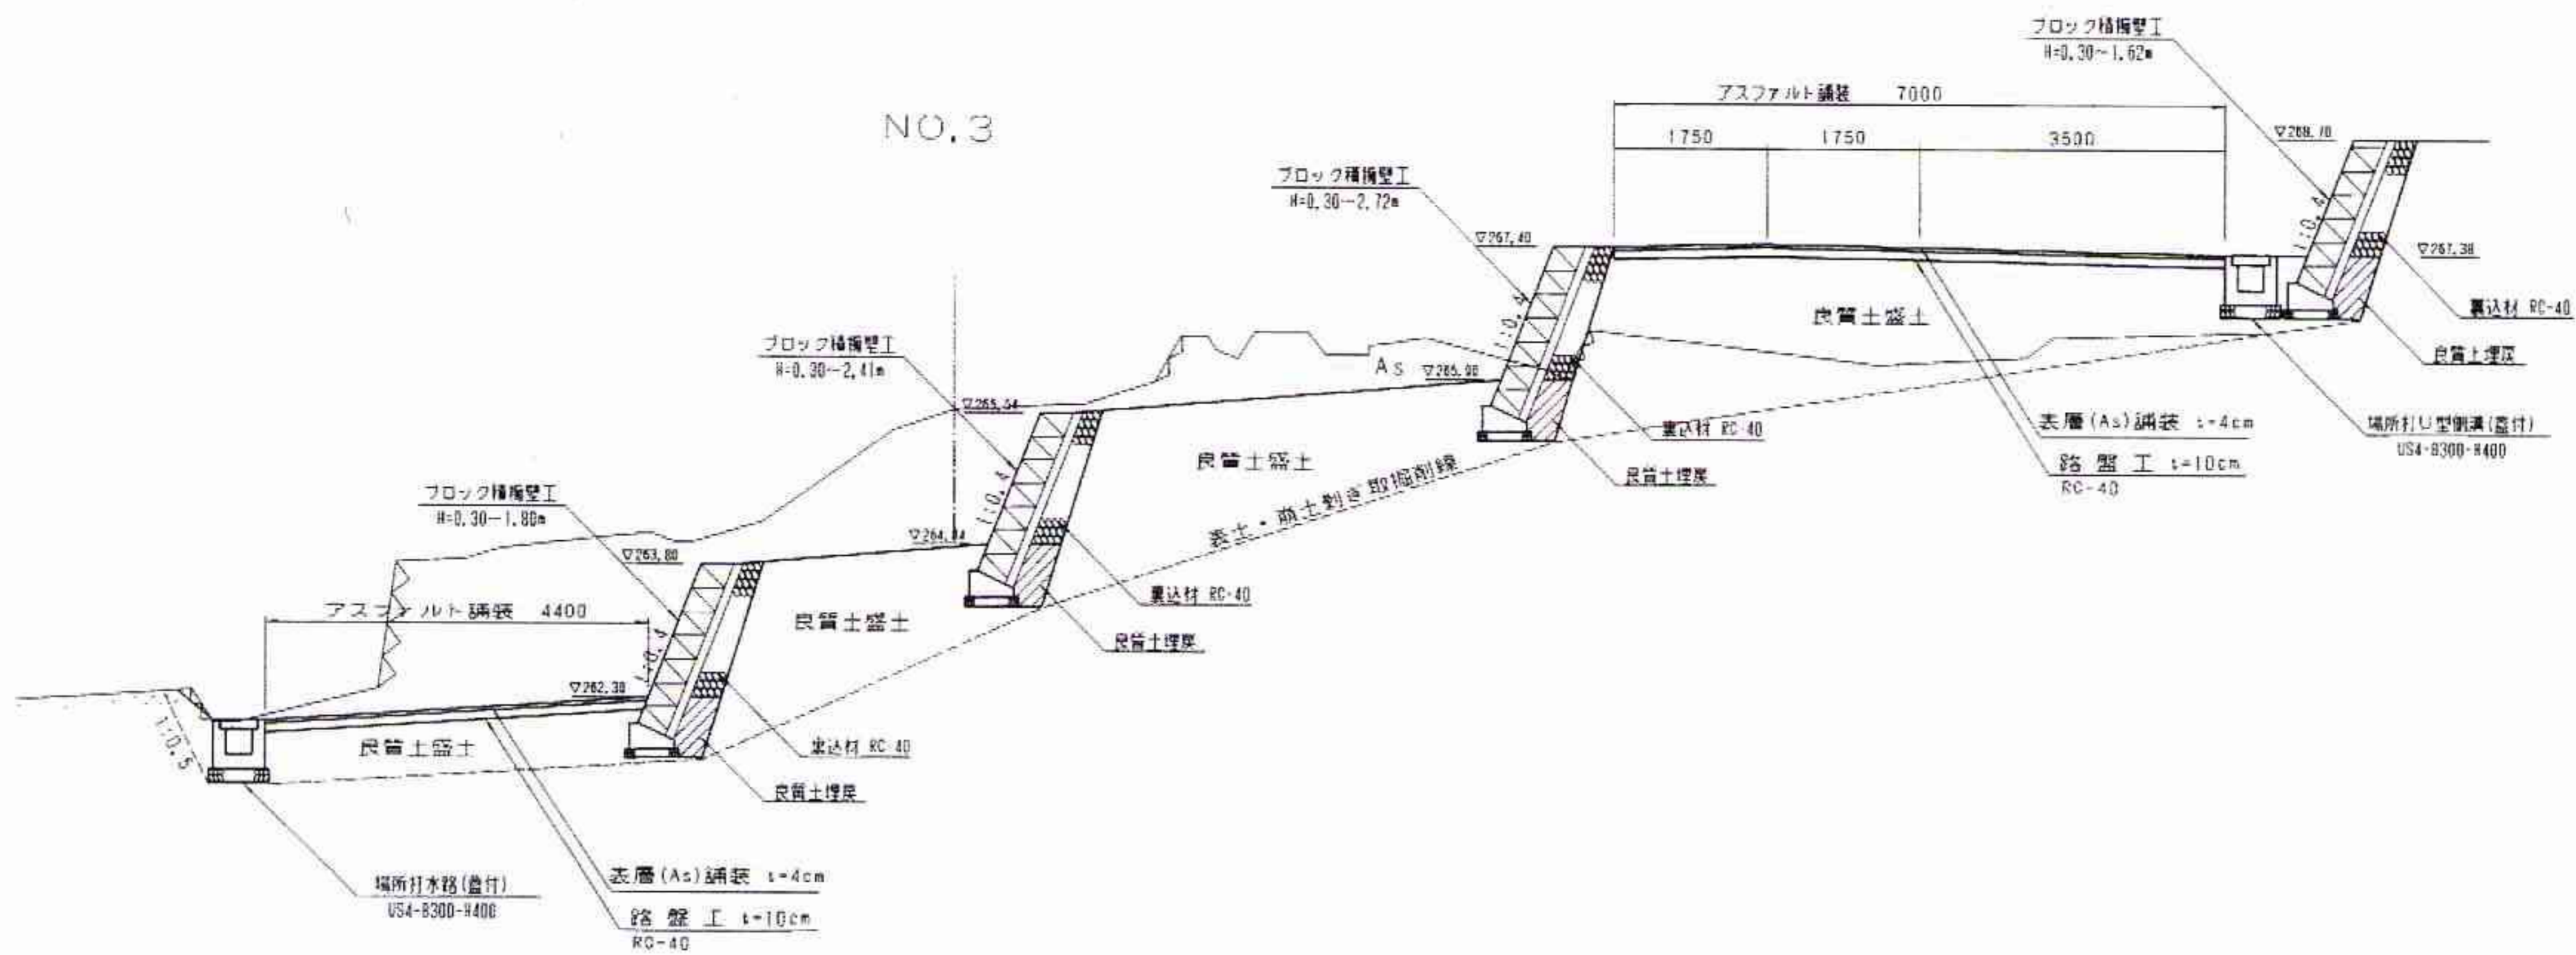 NO.3
ブロック積擁壁工
H=0.30~1.62m
アスファルト舗装 7000
1750
1750
3500
▽268.70
ブロック積擁壁工
H=0.30~2.72m
▽267.40
1:0.4
▽267.38
裏込材 RC-40
良質土埋戻
1:0.4
良質土盛土
ブロック積擁壁工
H=0.30~2.41m
As
▽265.90
裏込材 RC-40
良質土埋戻
表層(As)舗装 t=4cm
路盤工 t=10cm
RC-40
場所打U型側溝(蓋付)
US4-B300-H400
1:0.4
良質土盛土
表土・崩土剥ぎ取掘削線
ブロック積擁壁工
H=0.30~1.80m
▽263.80
裏込材 RC-40
良質土埋戻
アスファルト舗装 4400
1:0.4
良質土盛土
▽262.30
1:0.5
良質土盛土
裏込材 RC-40
良質土埋戻
場所打水路(蓋付)
US4-B300-H400
表層(As)舗装 t=4cm
路盤工 t=10cm
RC-40